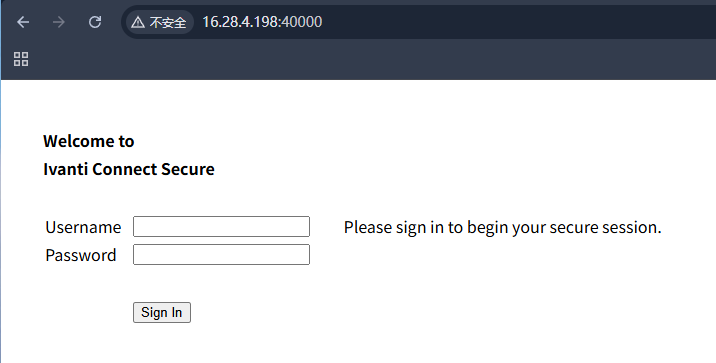 不安全 16.28.4.198:40000
Welcome to
Ivanti Connect Secure
Username Please sign in to begin your secure session.
Password
Sign In